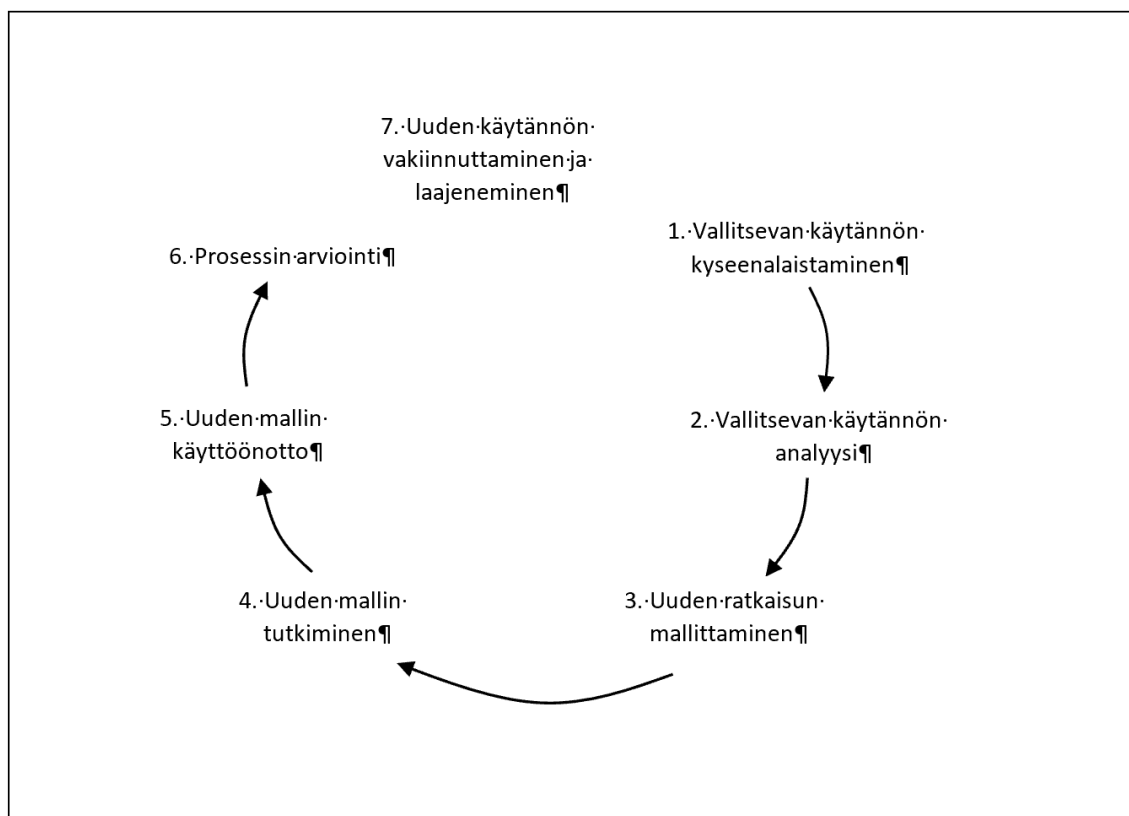 7.·Uuden·käytännön·
vakiinnuttaminen·ja·
laajeneminen¶
1.·Vallitsevan·käytännön·
kyseenalaistaminen¶
6.·Prosessin·arviointi¶
5.·Uuden·mallin·
käyttöönotto¶
2.·Vallitsevan·käytännön·
analyysi¶
4.·Uuden·mallin·
tutkiminen¶
3.·Uuden·ratkaisun·
mallittaminen¶